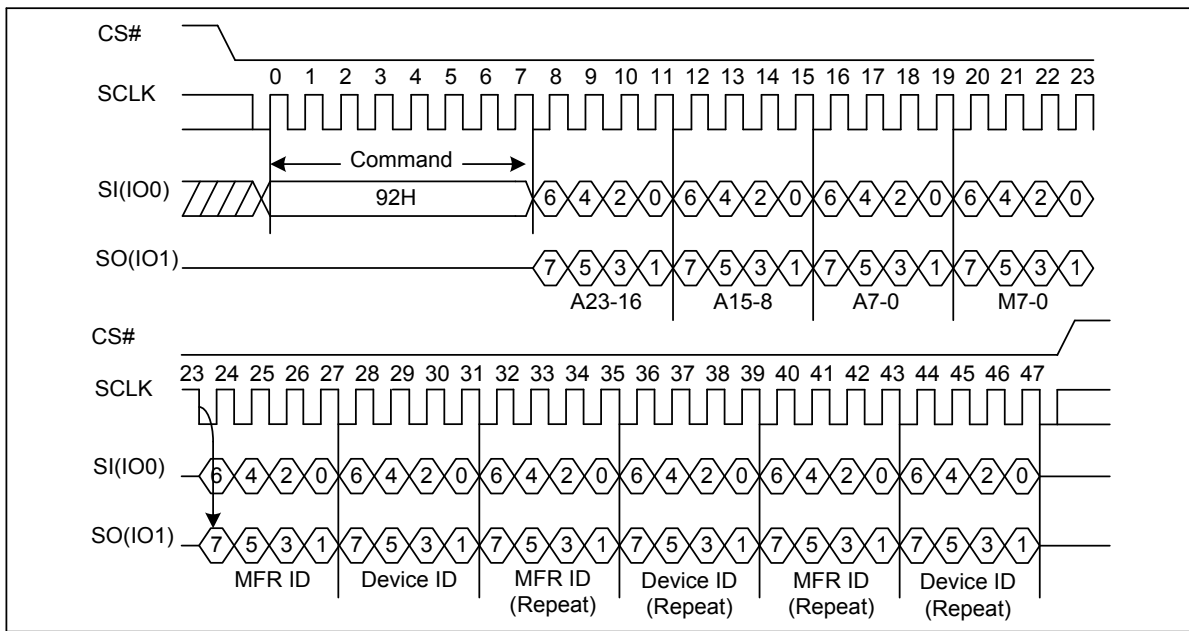 CS#
0 1 2 3 4 5 6 7 8 9 10 11 12 13 14 15 16 17 18 19 20 21 22 23
SCLK
Command
SI(IO0)
92H
6 4 2 0 6 4 2 0 6 4 2 0 6 4 2 0
SO(IO1)
7 5 3 1 7 5 3 1 7 5 3 1 7 5 3 1
A23-16 A15-8 A7-0 M7-0
CS#
23 24 25 26 27 28 29 30 31 32 33 34 35 36 37 38 39 40 41 42 43 44 45 46 47
SCLK
SI(IO0)
6 4 2 0 6 4 2 0 6 4 2 0 6 4 2 0 6 4 2 0 6 4 2 0
SO(IO1)
7 5 3 1 7 5 3 1 7 5 3 1 7 5 3 1 7 5 3 1 7 5 3 1
MFR ID Device ID MFR ID Device ID MFR ID Device ID
(Repeat) (Repeat) (Repeat) (Repeat)